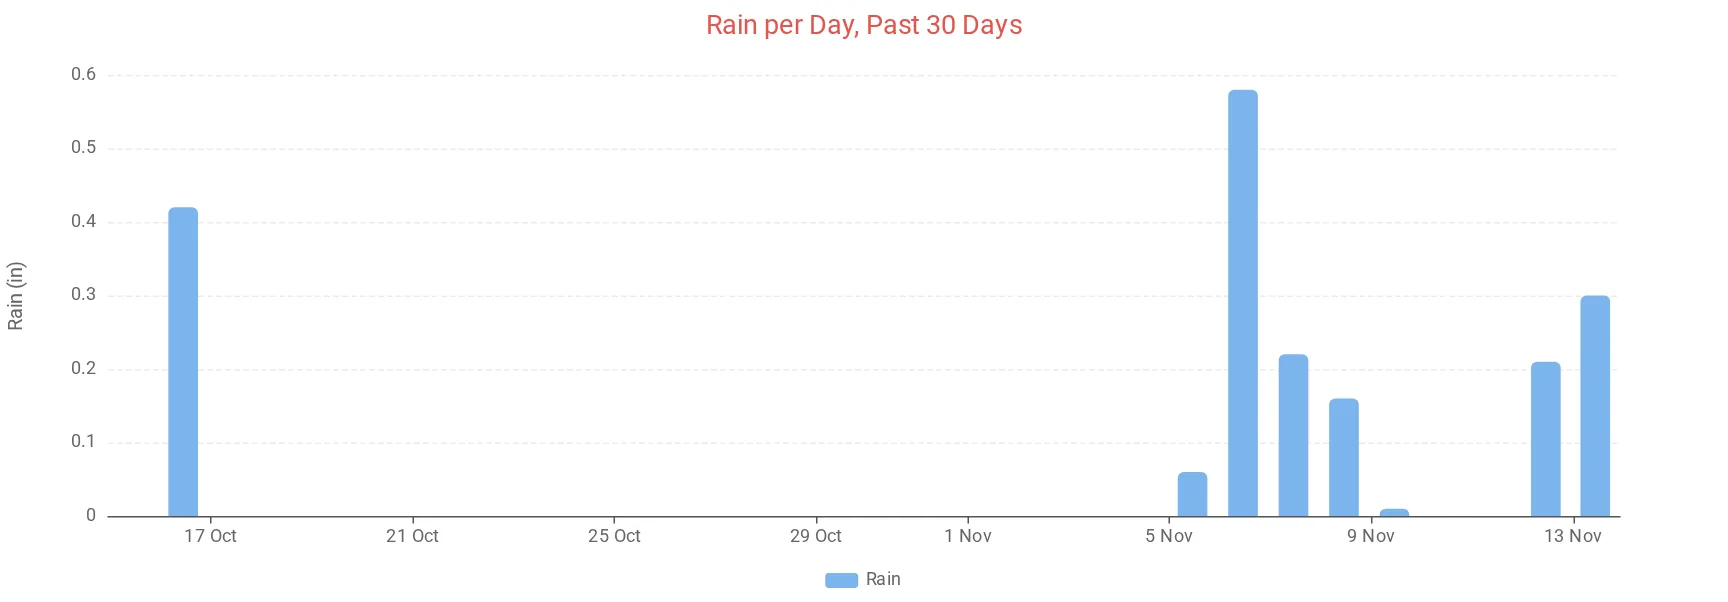 Rain per Day, Past 30 Days
Rain (in)
0.6
0.5
0.4
0.3
0.2
0.1
0
17 Oct
21 Oct
25 Oct
29 Oct
1 Nov
5 Nov
9 Nov
13 Nov
Rain